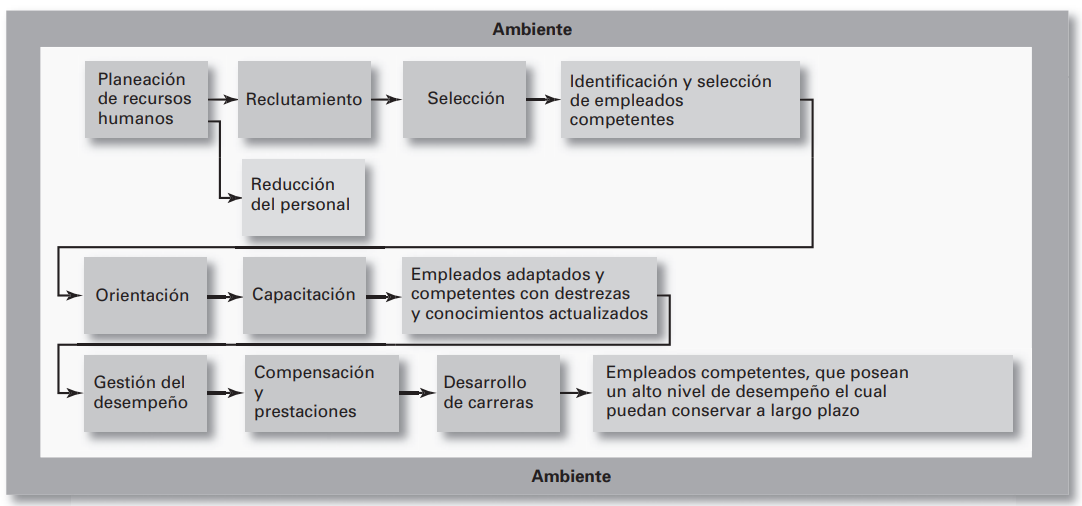 Ambiente
Planeación
de recursos
humanos
Reclutamiento
Selección
Identificación y selección
de empleados
competentes
Reducción
del personal
Orientación
Capacitación
Empleados adaptados y
competentes con destrezas
y conocimientos actualizados
Gestión del
desempeño
Compensación
y
prestaciones
Desarrollo
de carreras
Empleados competentes, que posean
un alto nivel de desempeño el cual
puedan conservar a largo plazo
Ambiente